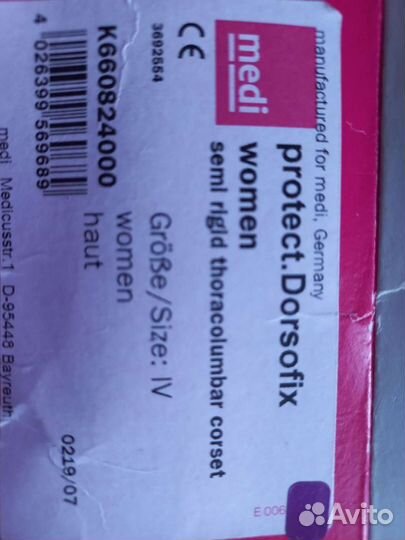 manufactured for medi, Germany
medi
protect.Dorsofix
women
semi rigid thoracolumbar corset
CE
3692554
Größe/Size: IV
K660824000
women
haut
4 026399 569689
medi Medicusstr.1 D-95448 Bayreuth
0219/07
E.006
Avito